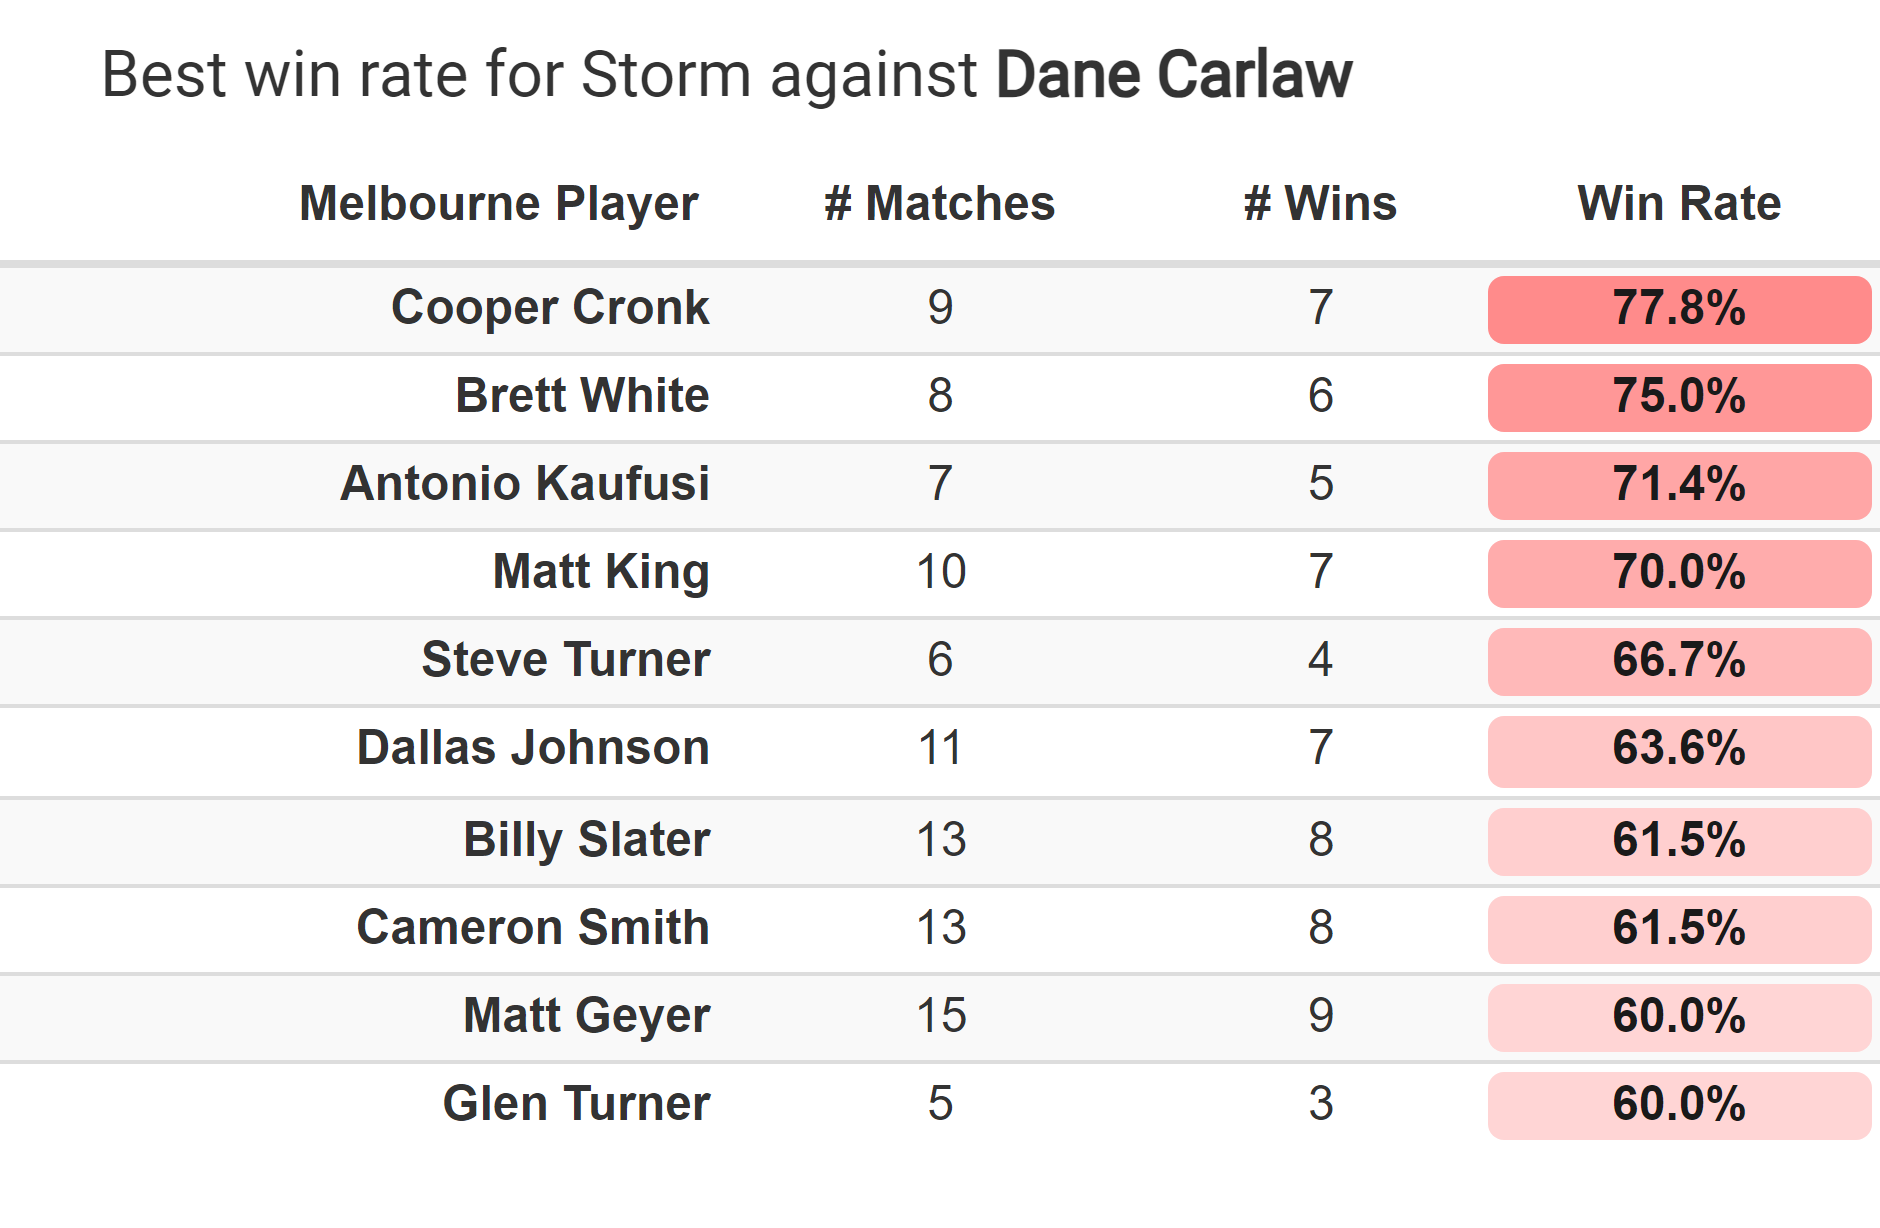 Best win rate for Storm against Dane Carlaw
Melbourne Player # Matches # Wins Win Rate
Cooper Cronk 9 7 77.8%
Brett White 8 6 75.0%
Antonio Kaufusi 7 5 71.4%
Matt King 10 7 70.0%
Steve Turner 6 4 66.7%
Dallas Johnson 11 7 63.6%
Billy Slater 13 8 61.5%
Cameron Smith 13 8 61.5%
Matt Geyer 15 9 60.0%
Glen Turner 5 3 60.0%